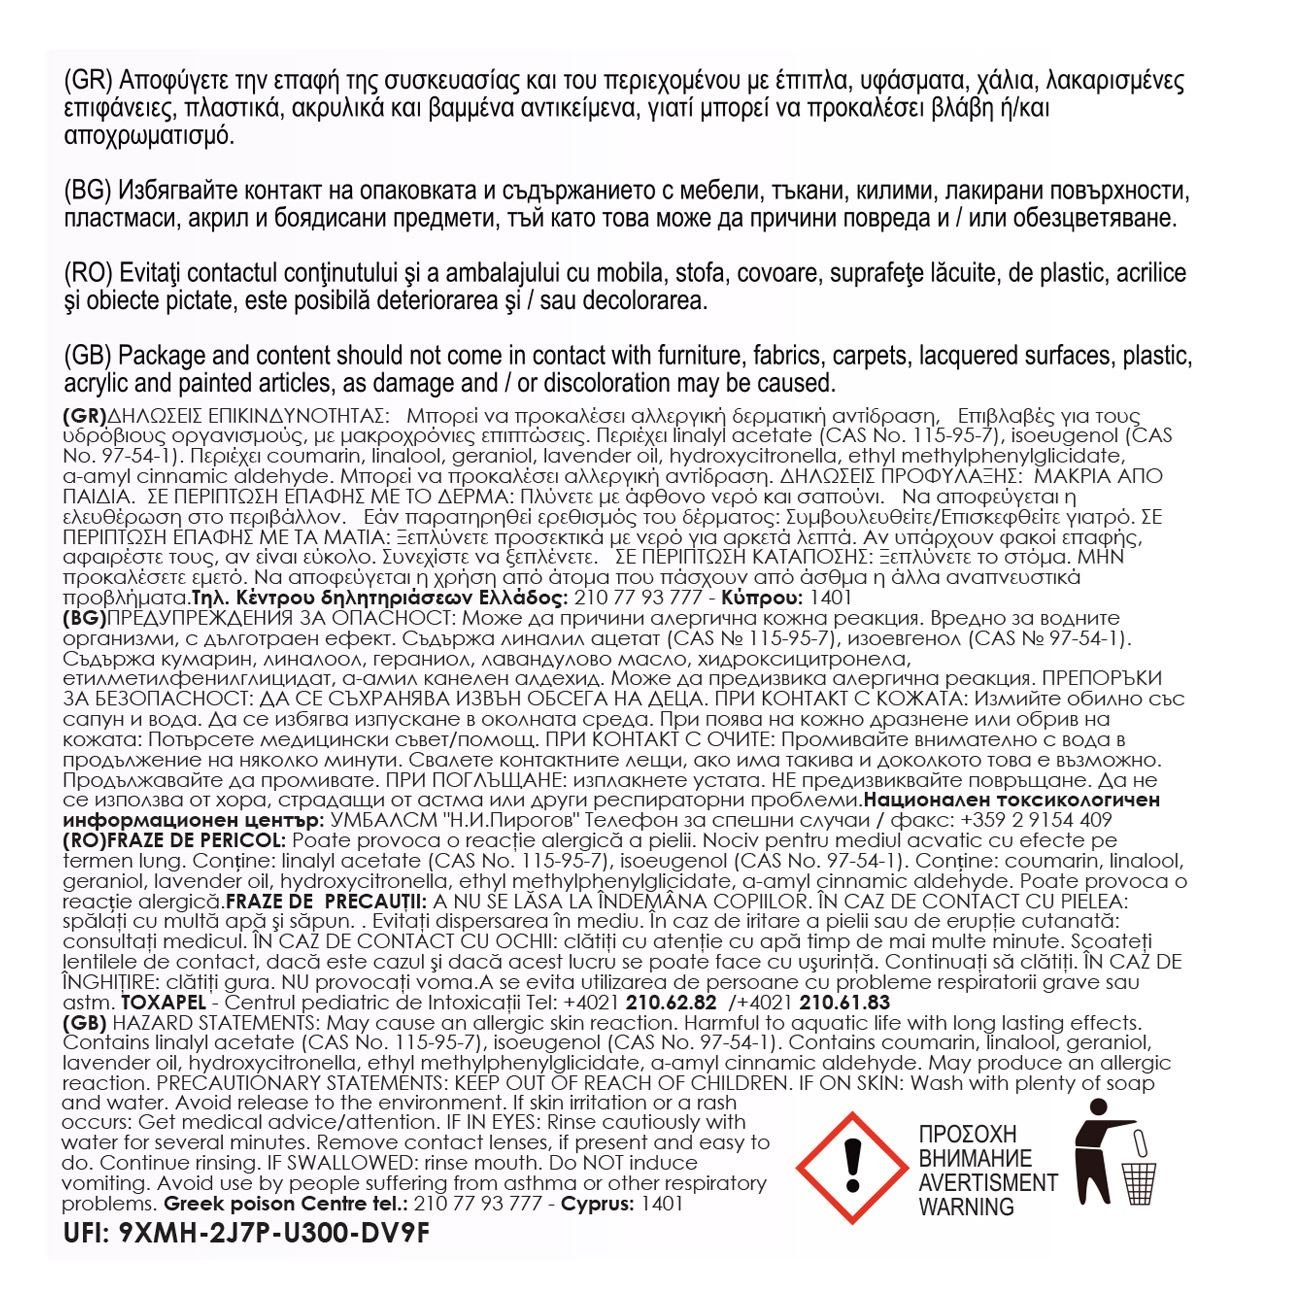 (GR) Αποφύγετε την επαφή της συσκευασίας και του περιεχομένου με έπιπλα, υφάσματα, χάλια, λακαρισμένες
επιφάνειες, πλαστικά, ακρυλικά και βαμμένα αντικείμενα, γιατί μπορεί να προκαλέσει βλάβη ή/και
αποχρωματισμό.
(BG) Избягвайте контакт на опаковката и съдържанието с мебели, тъкани, килими, лакирани повърхности,
пластмаси, акрил и боядисани предмети, тъй като това може да причини повреда и / или обезцветяване.
(RO) Evitaţi contactul conţinutului şi a ambalajului cu mobila, stofa, covoare, suprafeţe lăcuite, de plastic, acrilice
şi obiecte pictate, este posibilă deteriorarea şi / sau decolorarea.
(GB) Package and content should not come in contact with furniture, fabrics, carpets, lacquered surfaces, plastic,
acrylic and painted articles, as damage and / or discoloration may be caused.
(GR)ΔΗΛΩΣΕΙΣ ΕΠΙΚΙΝΔΥΝΟΤΗΤΑΣ: Μπορεί να προκαλέσει αλλεργική δερματική αντίδραση, Επιβλαβές για τους
υδρόβιους οργανισμούς, με μακροχρόνιες επιπτώσεις. Περιέχει linalyl acetate (CAS No. 115-95-7), isoeugenol (CAS
No. 97-54-1). Περιέχει coumarin, linalool, geraniol, lavender oil, hydroxycitronella, ethyl methylphenylglicidate,
a-amyl cinnamic aldehyde. Μπορεί να προκαλέσει αλλεργική αντίδραση. ΔΗΛΩΣΕΙΣ ΠΡΟΦΥΛΑΞΗΣ: ΜΑΚΡΙΑ ΑΠΟ
ΠΑΙΔΙΑ. ΣΕ ΠΕΡΙΠΤΩΣΗ ΕΠΑΦΗΣ ΜΕ ΤΟ ΔΕΡΜΑ: Πλύνετε με άφθονο νερό και σαπούνι. Να αποφεύγεται η
ελευθέρωση στο περιβάλλον. Εάν παρατηρηθεί ερεθισμός του δέρματος: Συμβουλευθείτε/Επισκεφθείτε γιατρό. ΣΕ
ΠΕΡΙΠΤΩΣΗ ΕΠΑΦΗΣ ΜΕ ΤΑ ΜΑΤΙΑ: Ξεπλύνετε προσεκτικά με νερό για αρκετά λεπτά. Αν υπάρχουν φακοί επαφής,
αφαιρέστε τους, αν είναι εύκολο. Συνεχίστε να ξεπλένετε. ΣΕ ΠΕΡΙΠΤΩΣΗ ΚΑΤΑΠΟΣΗΣ: Ξεπλύνετε το στόμα. ΜΗΝ
προκαλέσετε εμετό. Να αποφεύγεται η χρήση από άτομα που πάσχουν από άσθμα η άλλα αναπνευστικά
προβλήματα.Τηλ. Κέντρου δηλητηριάσεων Ελλάδος: 210 77 93 777 - Κύπρου: 1401
(BG)ПРЕДУПРЕЖДЕНИЯ ЗА ОПАСНОСТ: Може да причини алергична кожна реакция. Вредно за водните
организми, с дълготраен ефект. Съдържа линалил ацетат (CAS № 115-95-7), изоевгенол (CAS № 97-54-1).
Съдържа кумарин, линалоол, гераниол, лавандулово масло, хидроксицитронела,
етилметилфенилглицидат, а-амил канелен алдехид. Може да предизвика алергична реакция. ПРЕПОРЪКИ
ЗА БЕЗОПАСНОСТ: ДА СЕ СЪХРАНЯВА ИЗВЪН ОБСЕГА НА ДЕЦА. ПРИ КОНТАКТ С КОЖАТА: Измийте обилно със
сапун и вода. Да се избягва изпускане в околната среда. При поява на кожно дразнене или обрив на
кожата: Потърсете медицински съвет/помощ. ПРИ КОНТАКТ С ОЧИТЕ: Промивайте внимателно с вода в
продължение на няколко минути. Свалете контактните лещи, ако има такива и доколкото това е възможно.
Продължавайте да промивате. ПРИ ПОГЛЪЩАНЕ: изплакнете устата. НЕ предизвиквайте повръщане. Да не
се използва от хора, страдащи от астма или други респираторни проблеми.Национален токсикологичен
информационен център: УМБАЛСМ "Н.И.Пирогов" Телефон за спешни случаи / факс: +359 2 9154 409
(RO)FRAZE DE PERICOL: Poate provoca o reacție alergică a pielii. Nociv pentru mediul acvatic cu efecte pe
termen lung. Conține: linalyl acetate (CAS No. 115-95-7), isoeugenol (CAS No. 97-54-1). Conține: coumarin, linalool,
geraniol, lavender oil, hydroxycitronella, ethyl methylphenylglicidate, a-amyl cinnamic aldehyde. Poate provoca o
reacție alergică.FRAZE DE PRECAUȚII: A NU SE LĂSA LA ÎNDEMÂNA COPIILOR. ÎN CAZ DE CONTACT CU PIELEA:
spălați cu multă apă şi săpun. . Evitați dispersarea în mediu. În caz de iritare a pielii sau de erupție cutanată:
consultați medicul. ÎN CAZ DE CONTACT CU OCHII: clătiți cu atenție cu apă timp de mai multe minute. Scoateți
lentilele de contact, dacă este cazul şi dacă acest lucru se poate face cu uşurință. Continuați să clătiți. ÎN CAZ DE
ÎNGHIȚIRE: clătiți gura. NU provocați voma.A se evita utilizarea de persoane cu probleme respiratorii grave sau
astm. TOXAPEL - Centrul pediatric de Intoxicații Tel: +4021 210.62.82 /+4021 210.61.83
(GB) HAZARD STATEMENTS: May cause an allergic skin reaction. Harmful to aquatic life with long lasting effects.
Contains linalyl acetate (CAS No. 115-95-7), isoeugenol (CAS No. 97-54-1). Contains coumarin, linalool, geraniol,
lavender oil, hydroxycitronella, ethyl methylphenylglicidate, a-amyl cinnamic aldehyde. May produce an allergic
reaction. PRECAUTIONARY STATEMENTS: KEEP OUT OF REACH OF CHILDREN. IF ON SKIN: Wash with plenty of soap
and water. Avoid release to the environment. If skin irritation or a rash
occurs: Get medical advice/attention. IF IN EYES: Rinse cautiously with
water for several minutes. Remove contact lenses, if present and easy to
do. Continue rinsing. IF SWALLOWED: rinse mouth. Do NOT induce
vomiting. Avoid use by people suffering from asthma or other respiratory
problems. Greek poison Centre tel.: 210 77 93 777 - Cyprus: 1401
UFI: 9XMH-2J7P-U300-DV9F
ΠΡΟΣΟΧΗ
ВНИМАНИЕ
AVERTISMENT
WARNING